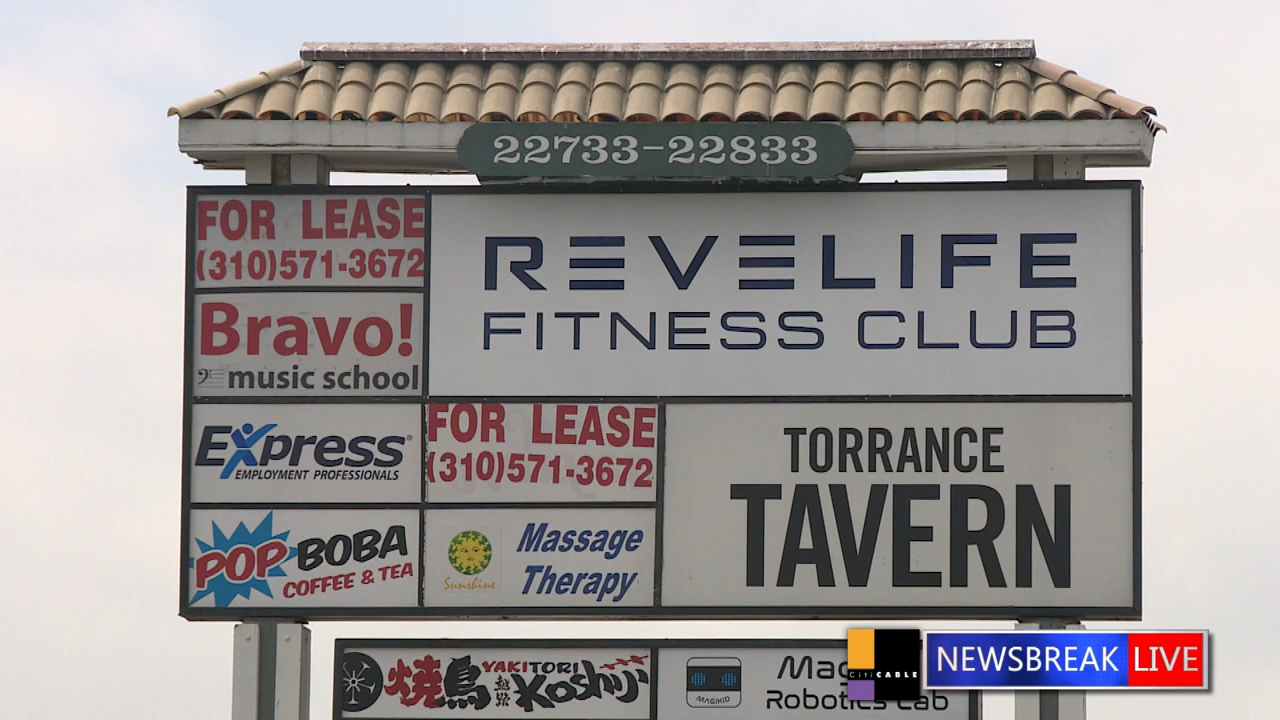 22733-22833
FOR LEASE
(310)571-3672
REVELIFE
FITNESS CLUB
Bravo!
music school
Express®
EMPLOYMENT PROFESSIONALS
FOR LEASE
(310)571-3672
TORRANCE
TAVERN
POP BOBA
COFFEE & TEA
Sunshine
Massage
Therapy
焼鳥 YAKITORI
Koshiji
MAGIKID
Robotics Lab
CitiCABLE
NEWSBREAK LIVE